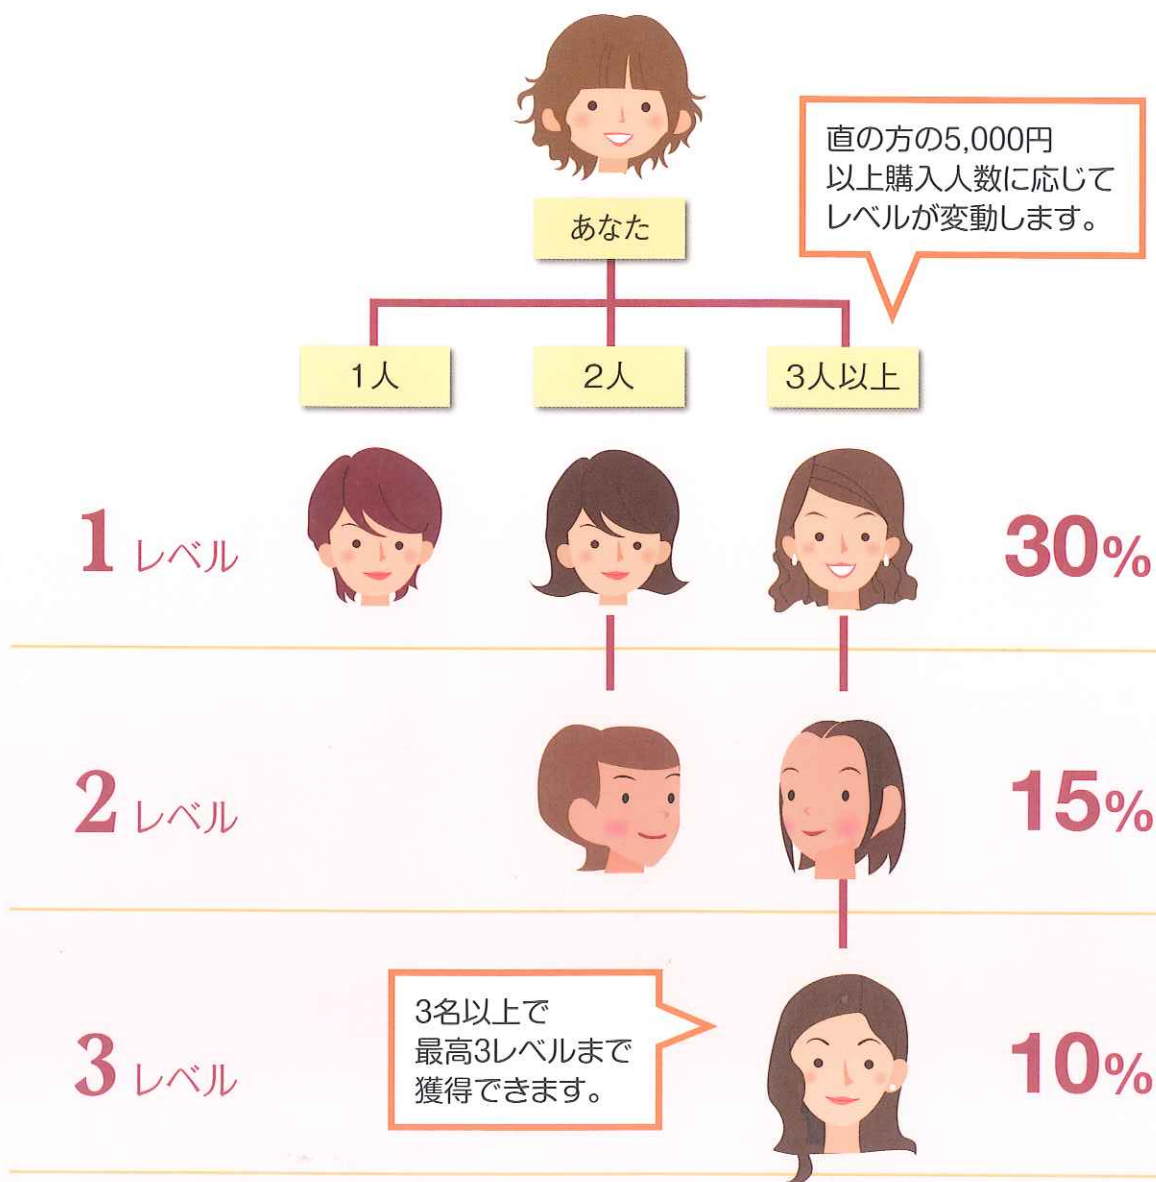 あなた
直の方の5,000円
以上購入人数に応じて
レベルが変動します。
1人
2人
3人以上
1レベル
30%
2レベル
15%
3名以上で
最高3レベルまで
獲得できます。
3レベル
10%